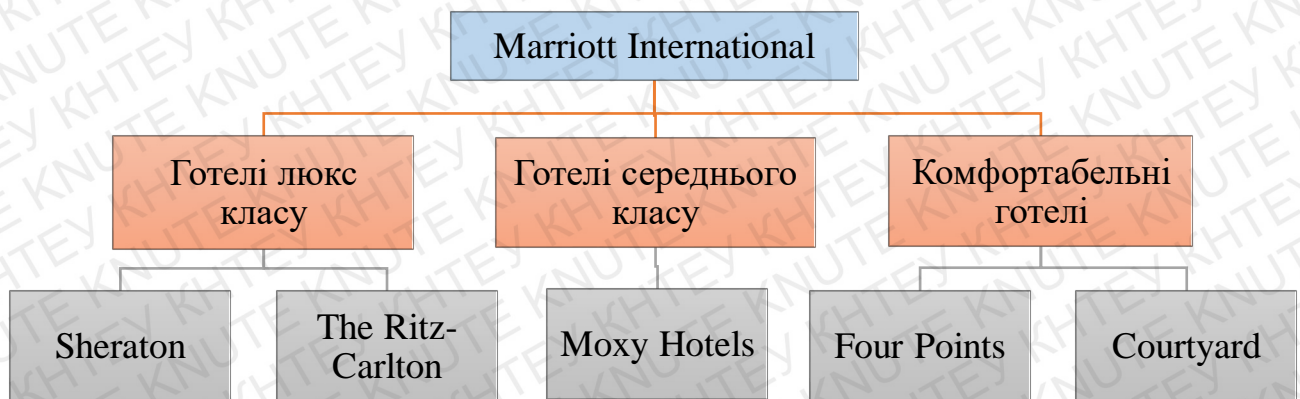 Marriott International
Готелі люкс
класу
Готелі середнього
класу
Комфортабельні
готелі
Sheraton
The Ritz-
Carlton
Moxy Hotels
Four Points
Courtyard